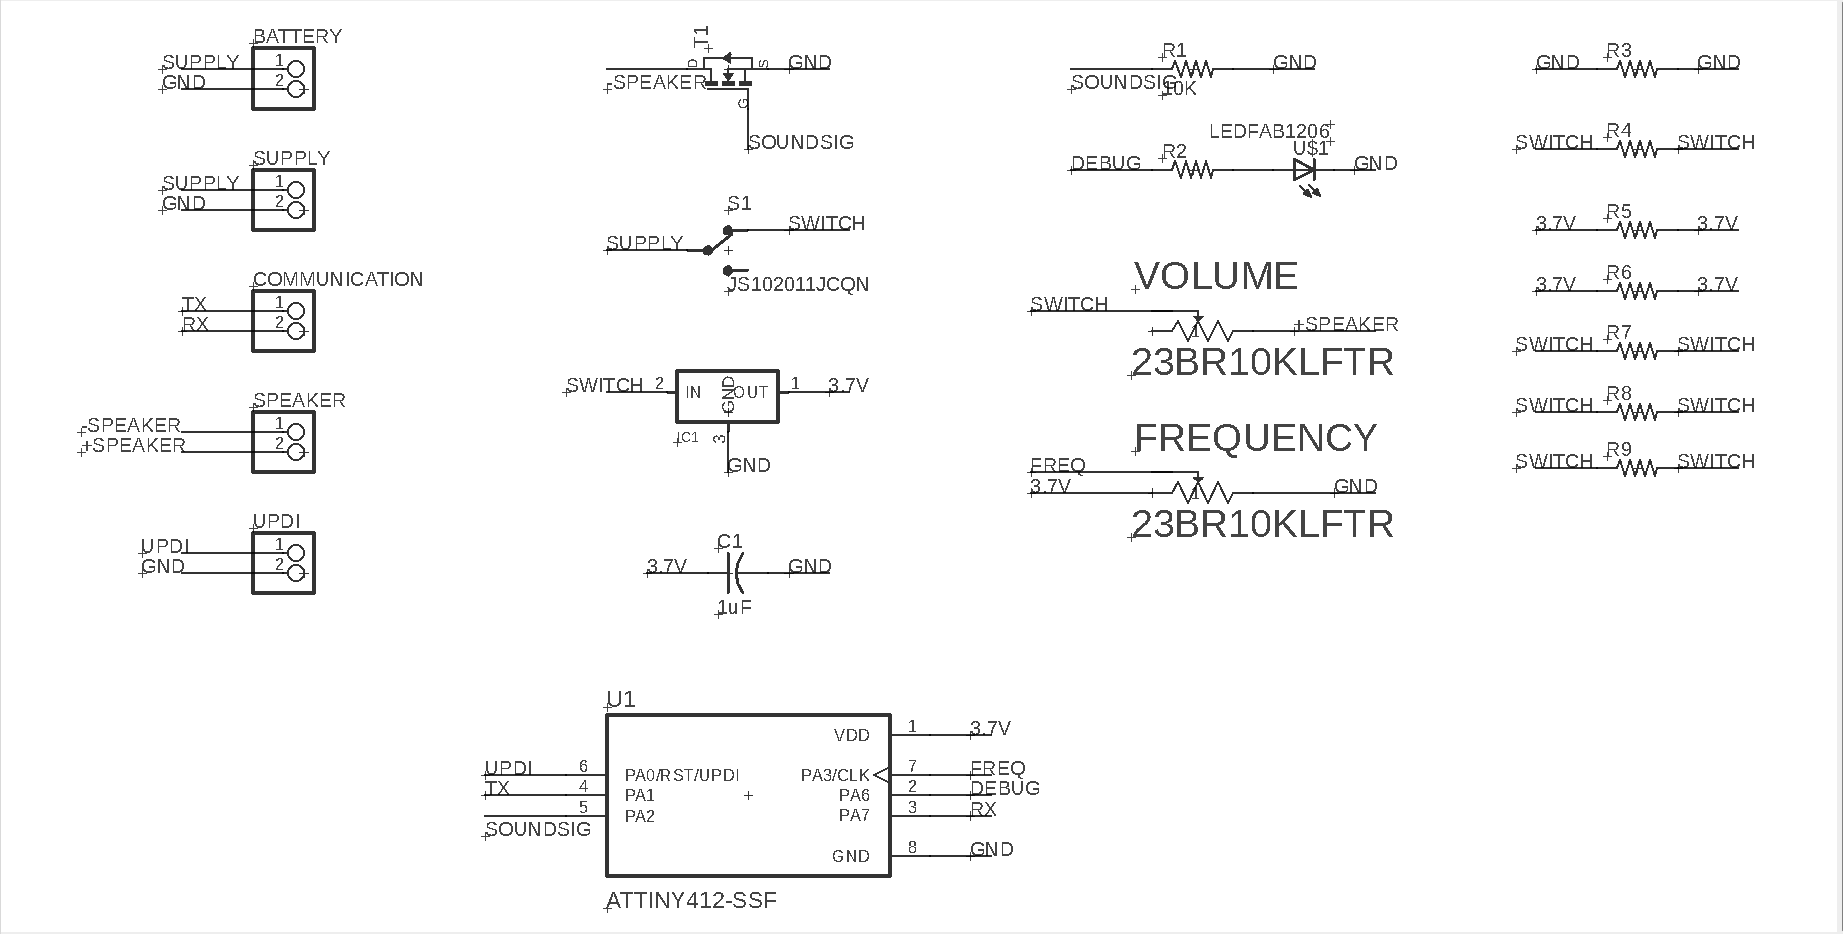 BATTERY
SUPPLY 1
GND 2
SUPPLY
SUPPLY 1
GND 2
COMMUNICATION
TX 1
RX 2
SPEAKER
-SPEAKER 1
+SPEAKER 2
UPDI
UPDI 1
GND 2
T1
D S GND
-SPEAKER
G
SOUNDSIG
S1
SWITCH
SUPPLY
JS102011JCQN
SWITCH 2 IN GND OUT 1 3.7V
C1 3
GND
C1
3.7V GND
1uF
R1
GND
SOUNDSIG
10K
LEDFAB1206
U$1
DEBUG R2 GND
VOLUME
SWITCH
1 +SPEAKER
23BR10KLFTR
FREQUENCY
FREQ
3.7V 1 GND
23BR10KLFTR
R3
GND GND
R4
SWITCH SWITCH
R5
3.7V 3.7V
R6
3.7V 3.7V
R7
SWITCH SWITCH
R8
SWITCH SWITCH
R9
SWITCH SWITCH
U1
VDD 1 3.7V
UPDI 6 PA0/RST/UPDI PA3/CLK 7 FREQ
TX 4 PA1 PA6 2 DEBUG
5 PA2 PA7 3 RX
SOUNDSIG
GND 8 GND
ATTINY412-SSF